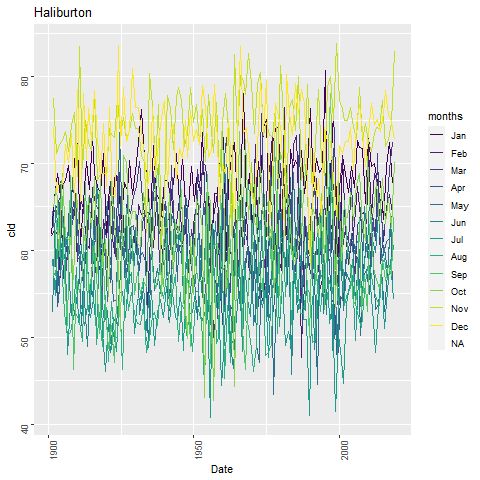 Haliburton
80
70
60
50
40
cld
1900
1950
2000
Date
months
Jan
Feb
Mar
Apr
May
Jun
Jul
Aug
Sep
Oct
Nov
Dec
NA